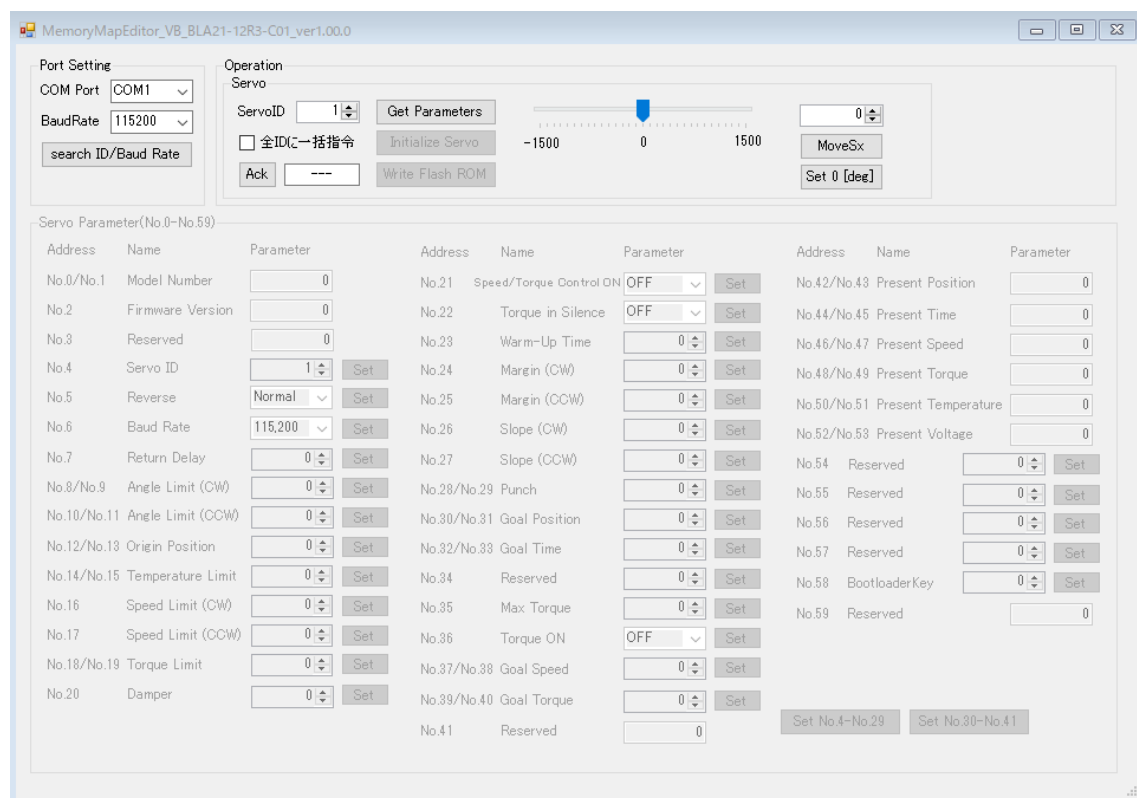 MemoryMapEditor_VB_BLA21-12R3-C01_ver1.00.0
Port Setting
COM Port COM1
BaudRate 115200
search ID/Baud Rate
Operation
Servo
ServoID 1 Get Parameters
全IDに一括指令 Initialize Servo
Ack --- Write Flash ROM
-1500 0 1500
0
MoveSx
Set 0 [deg]
Servo Parameter(No.0-No.59)
Address Name Parameter
No.0/No.1 Model Number 0
No.2 Firmware Version 0
No.3 Reserved 0
No.4 Servo ID 1 Set
No.5 Reverse Normal Set
No.6 Baud Rate 115,200 Set
No.7 Return Delay 0 Set
No.8/No.9 Angle Limit (CW) 0 Set
No.10/No.11 Angle Limit (CCW) 0 Set
No.12/No.13 Origin Position 0 Set
No.14/No.15 Temperature Limit 0 Set
No.16 Speed Limit (CW) 0 Set
No.17 Speed Limit (CCW) 0 Set
No.18/No.19 Torque Limit 0 Set
No.20 Damper 0 Set
Address Name Parameter
No.21 Speed/Torque Control ON OFF Set
No.22 Torque in Silence OFF Set
No.23 Warm-Up Time 0 Set
No.24 Margin (CW) 0 Set
No.25 Margin (CCW) 0 Set
No.26 Slope (CW) 0 Set
No.27 Slope (CCW) 0 Set
No.28/No.29 Punch 0 Set
No.30/No.31 Goal Position 0 Set
No.32/No.33 Goal Time 0 Set
No.34 Reserved 0 Set
No.35 Max Torque 0 Set
No.36 Torque ON OFF Set
No.37/No.38 Goal Speed 0 Set
No.39/No.40 Goal Torque 0 Set
No.41 Reserved 0
Address Name Parameter
No.42/No.43 Present Position 0
No.44/No.45 Present Time 0
No.46/No.47 Present Speed 0
No.48/No.49 Present Torque 0
No.50/No.51 Present Temperature 0
No.52/No.53 Present Voltage 0
No.54 Reserved 0 Set
No.55 Reserved 0 Set
No.56 Reserved 0 Set
No.57 Reserved 0 Set
No.58 BootloaderKey 0 Set
No.59 Reserved 0
Set No.4-No.29 Set No.30-No.41